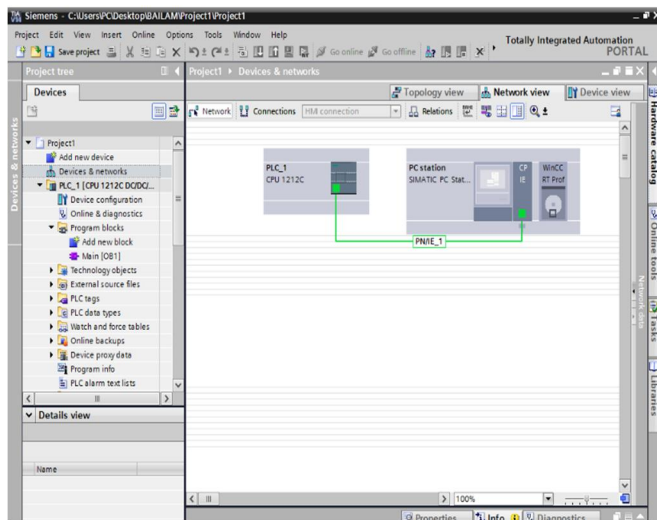 Siemens - C:\Users\PC\Desktop\BAILAM\Project1\Project1
Project Edit View Insert Online Options Tools Window Help
Totally Integrated Automation
PORTAL
Save project
Go online
Go offline
Project tree
Project1 ▸ Devices & networks
Devices
Topology view
Network view
Device view
Network
Connections
HMI connection
Relations
Project1
Add new device
Devices & networks
PLC_1 [CPU 1212C DC/DC/...
Device configuration
Online & diagnostics
Program blocks
Add new block
Main [OB1]
Technology objects
External source files
PLC tags
PLC data types
Watch and force tables
Online backups
Device proxy data
Program info
PLC alarm text lists
Details view
Name
PLC_1
CPU 1212C
PC station
SIMATIC PC Stat...
CP
IE
WinCC
RT Prof
PN/IE_1
100%
Properties
Info
Diagnostics
Devices & networks
Network data
Hardware catalog
Online tools
Tasks
Libraries